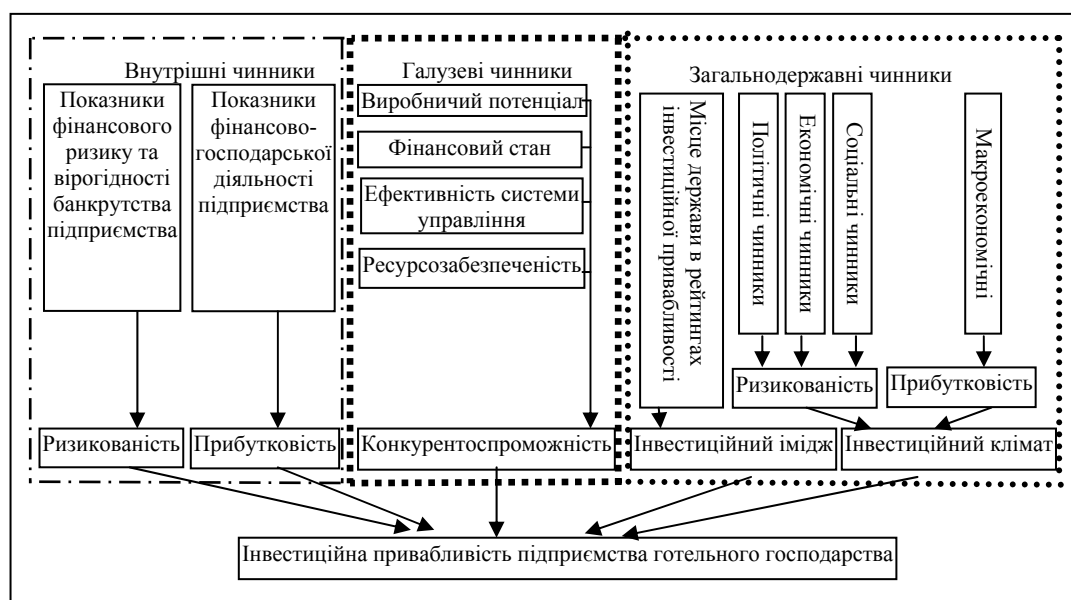 Внутрішні чинники
Показники
фінансового
ризику та
вірогідності
банкрутства
підприємства
Показники
фінансово-
господарської
діяльності
підприємства
Ризикованість
Прибутковість
Галузеві чинники
Виробничий потенціал
Фінансовий стан
Ефективність системи
управління
Ресурсозабезпеченість
Конкурентоспроможність
Загальнодержавні чинники
Місце держави в рейтингах
інвестиційної привабливості
Політичні чинники
Економічні чинники
Соціальні чинники
Макроекономічні
Ризикованість
Прибутковість
Інвестиційний імідж
Інвестиційний клімат
Інвестиційна привабливість підприємства готельного господарства